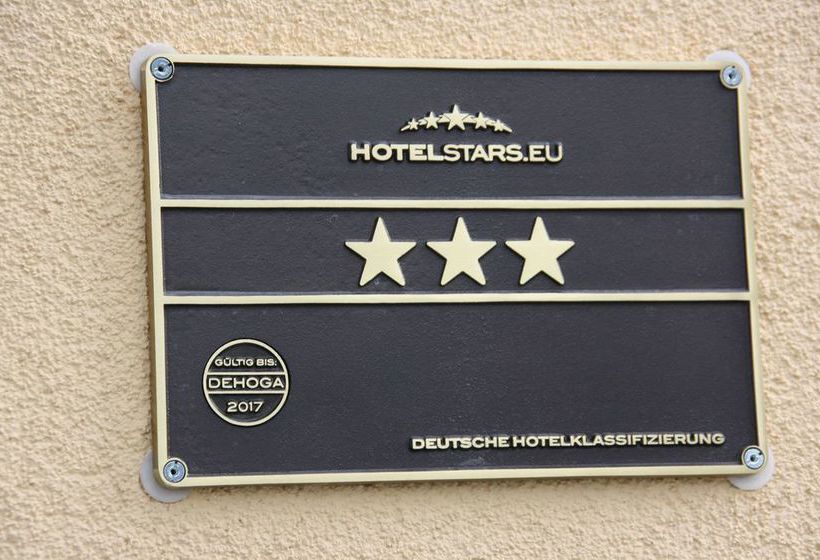 HOTELSTARS.EU
GÜLTIG BIS:
DEHOGA
2017
DEUTSCHE HOTELKLASSIFIZIERUNG